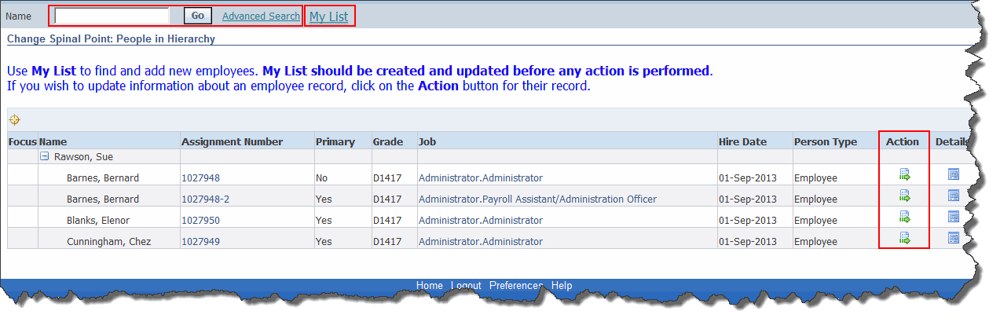 Name Go Advanced Search My List
Change Spinal Point: People in Hierarchy
Use My List to find and add new employees. My List should be created and updated before any action is performed.
If you wish to update information about an employee record, click on the Action button for their record.
Focus Name Assignment Number Primary Grade Job Hire Date Person Type Action Details
Rawson, Sue
Barnes, Bernard 1027948 No D1417 Administrator.Administrator 01-Sep-2013 Employee
Barnes, Bernard 1027948-2 Yes D1417 Administrator.Payroll Assistant/Administration Officer 01-Sep-2013 Employee
Blanks, Elenor 1027950 Yes D1417 Administrator.Administrator 01-Sep-2013 Employee
Cunningham, Chez 1027949 Yes D1417 Administrator.Administrator 01-Sep-2013 Employee
Home Logout Preferences Help